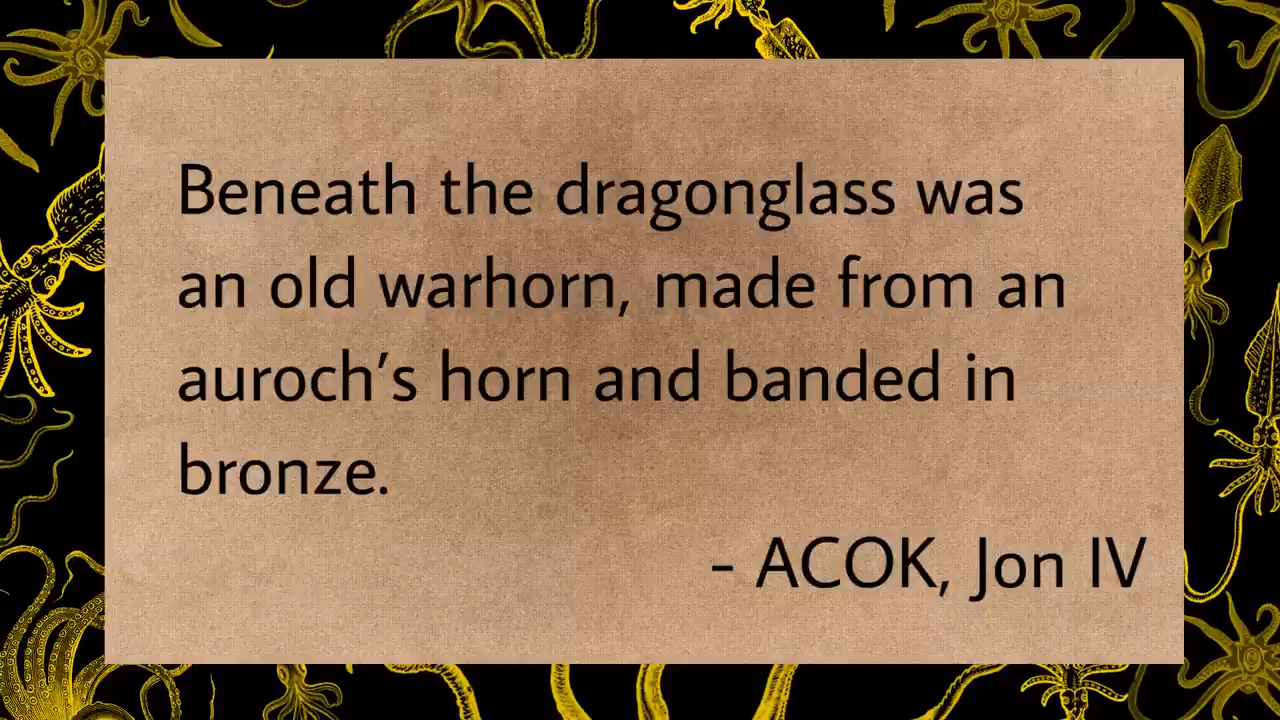 Beneath the dragonglass was
an old warhorn, made from an
auroch's horn and banded in
bronze.
- ACOK, Jon IV